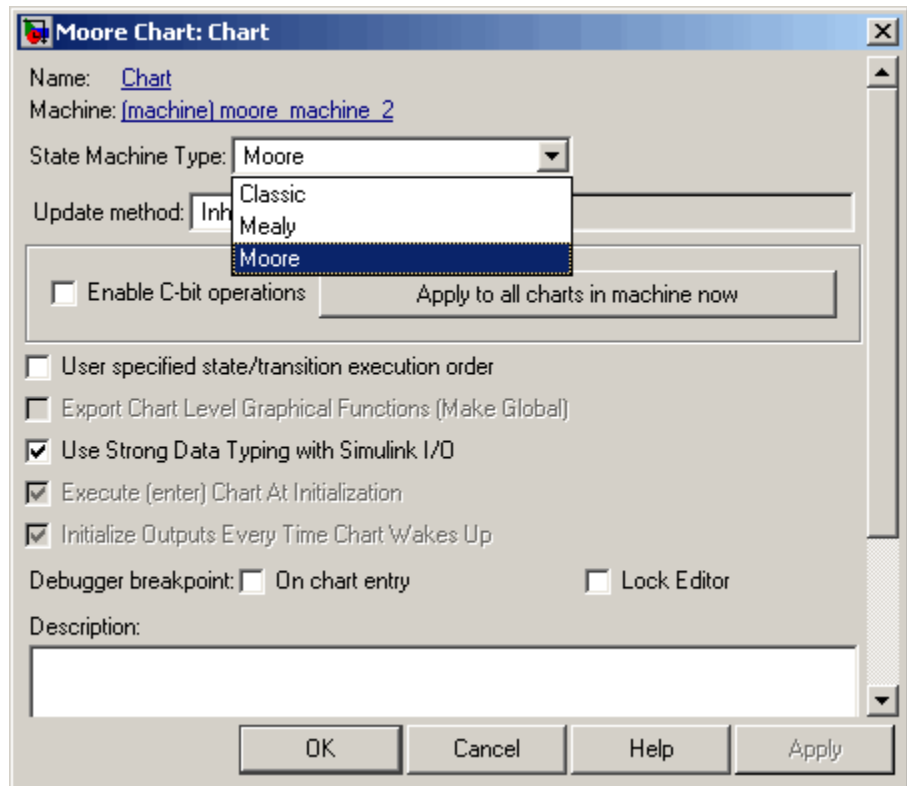 Moore Chart: Chart
Name: Chart
Machine: (machine) moore_machine_2
State Machine Type: Moore
Classic
Update method: Inh
Mealy
Moore
Enable C-bit operations Apply to all charts in machine now
User specified state/transition execution order
Export Chart Level Graphical Functions (Make Global)
Use Strong Data Typing with Simulink I/O
Execute (enter) Chart At Initialization
Initialize Outputs Every Time Chart Wakes Up
Debugger breakpoint: On chart entry Lock Editor
Description:
OK Cancel Help Apply